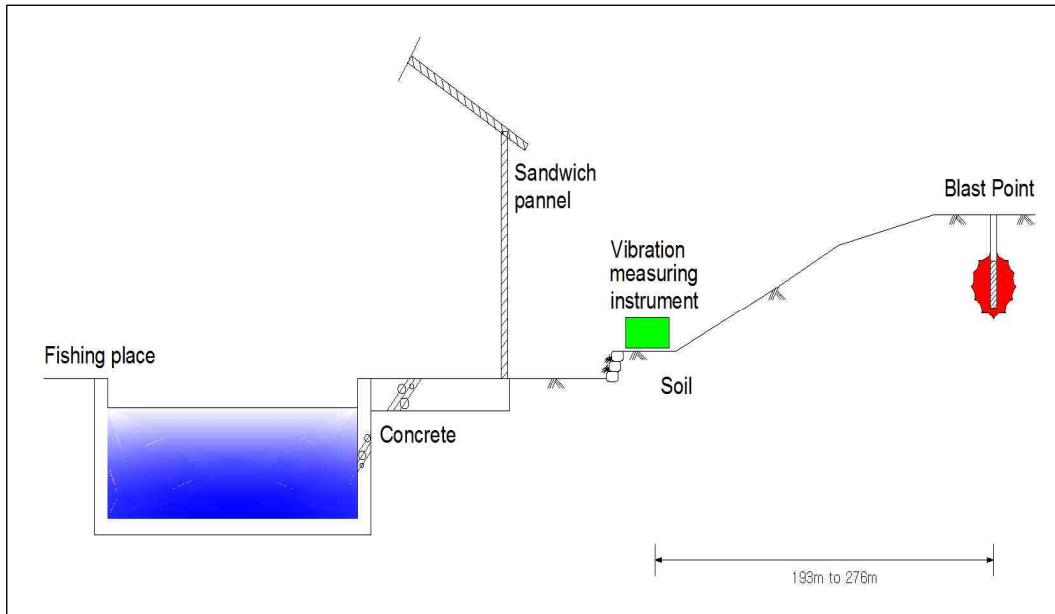 Sandwich
pannel
Blast Point
Vibration
measuring
instrument
Fishing place
Soil
Concrete
193m to 276m